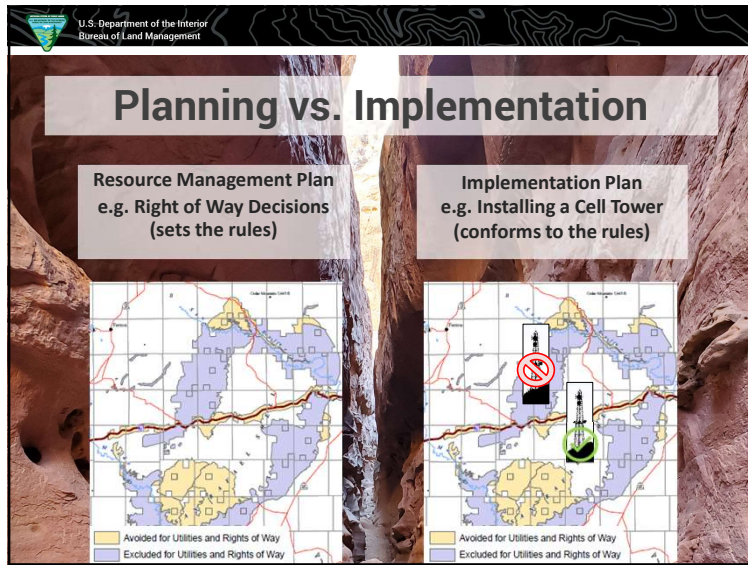 U.S. Department of the Interior
Bureau of Land Management
Planning vs. Implementation
Resource Management Plan
e.g. Right of Way Decisions
(sets the rules)
Implementation Plan
e.g. Installing a Cell Tower
(conforms to the rules)
Avoided for Utilities and Rights of Way
Excluded for Utilities and Rights of Way
Avoided for Utilities and Rights of Way
Excluded for Utilities and Rights of Way